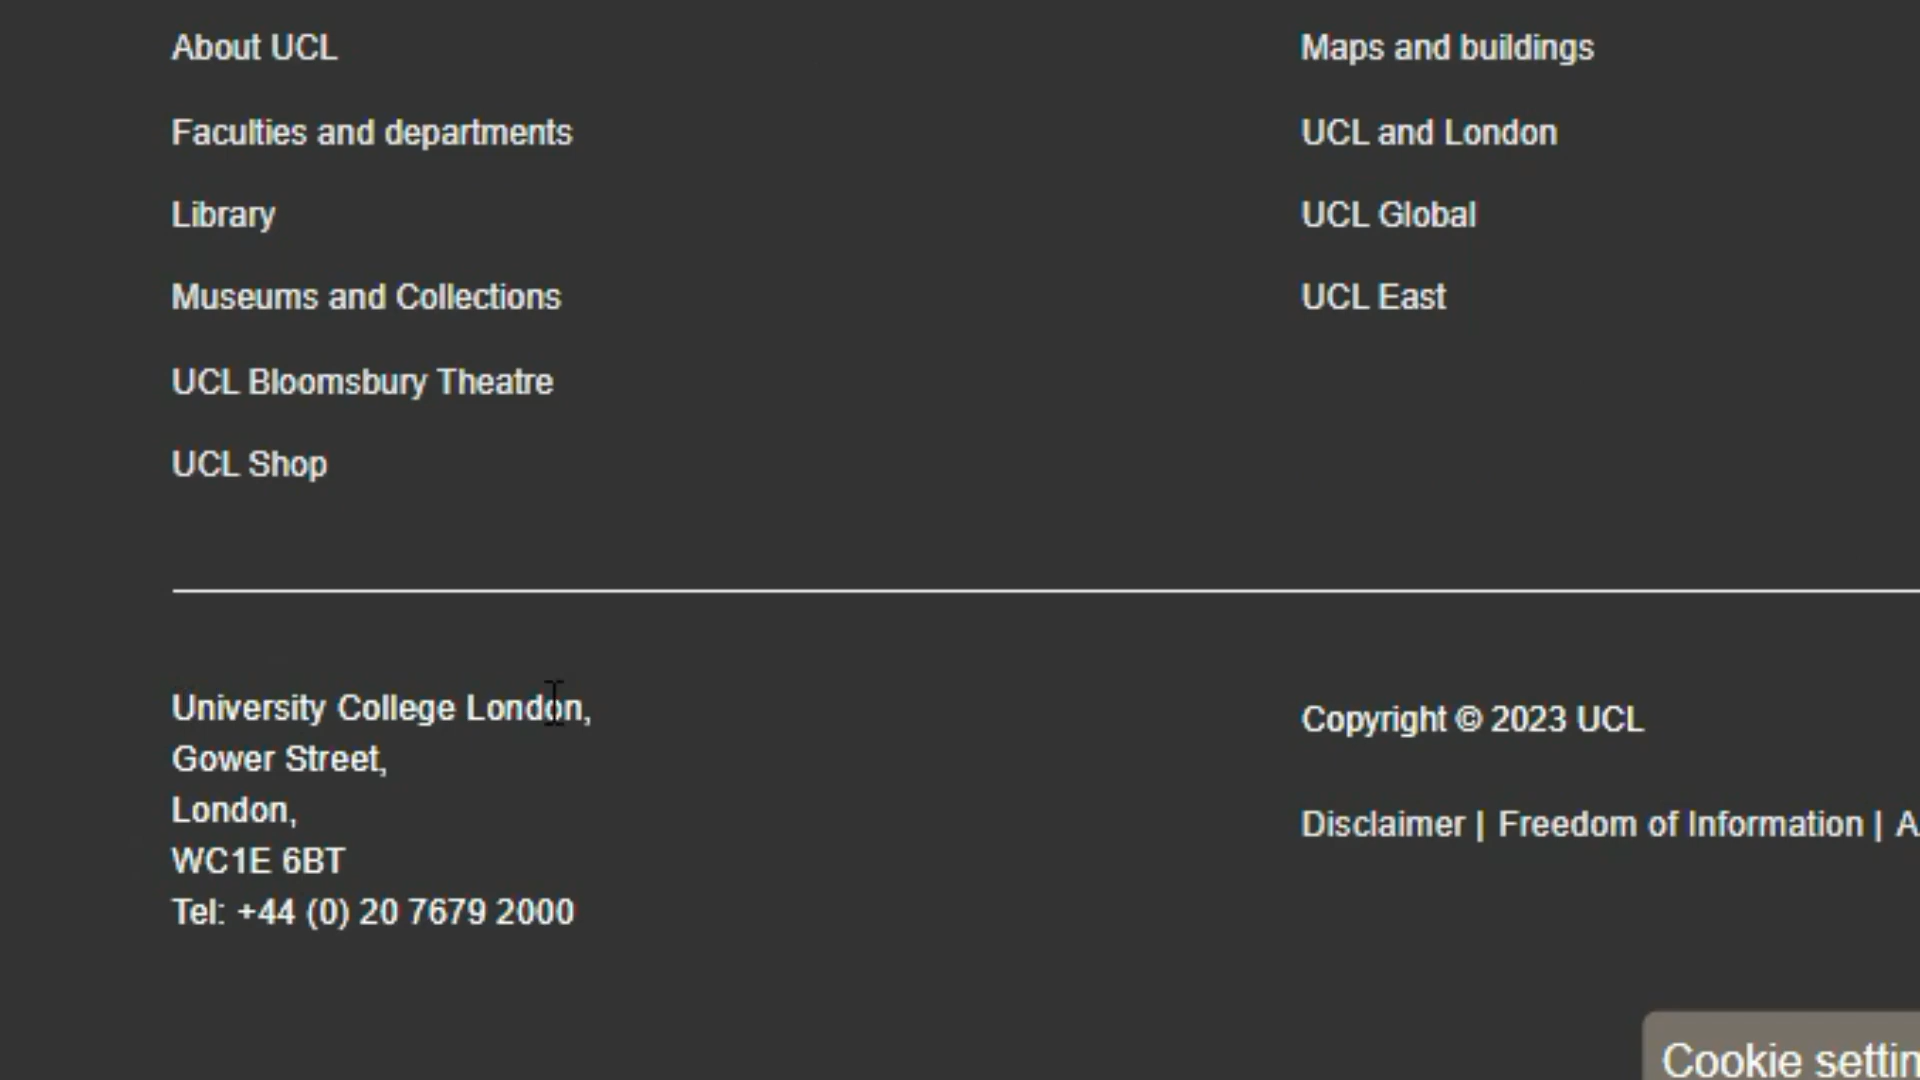 About UCL
Faculties and departments
Library
Museums and Collections
UCL Bloomsbury Theatre
UCL Shop
Maps and buildings
UCL and London
UCL Global
UCL East
University College London,
Gower Street,
London,
WC1E 6BT
Tel: +44 (0) 20 7679 2000
Copyright © 2023 UCL
Disclaimer | Freedom of Information |
Cookie